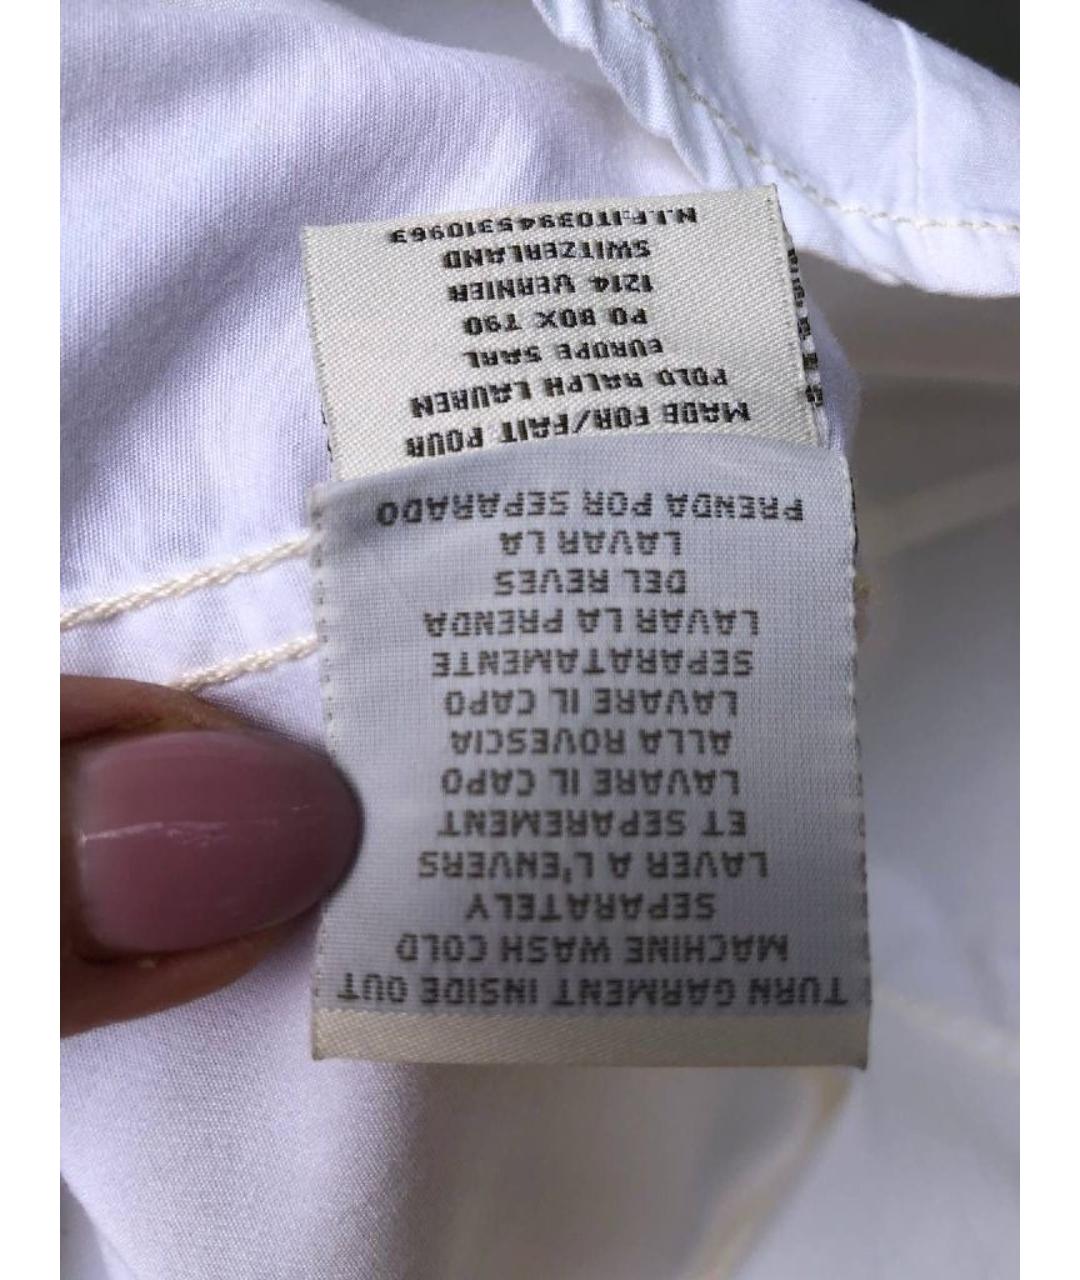 TURN GARMENT INSIDE OUT
MACHINE WASH COLD
SEPARATELY
LAVER A L'ENVERS
ET SEPAREMENT
LAVARE IL CAPO
ALLA ROVESCIA
LAVARE IL CAPO
SEPARATAMENTE
LAVAR LA PRENDA
DEL REVES
LAVAR LA
PRENDA POR SEPARADO
MADE FOR/FAIT POUR
POLO RALPH LAUREN
EUROPE SARL
PO BOX T90
1214 VERNIER
SWITZERLAND
N.I.F.IT03945310963